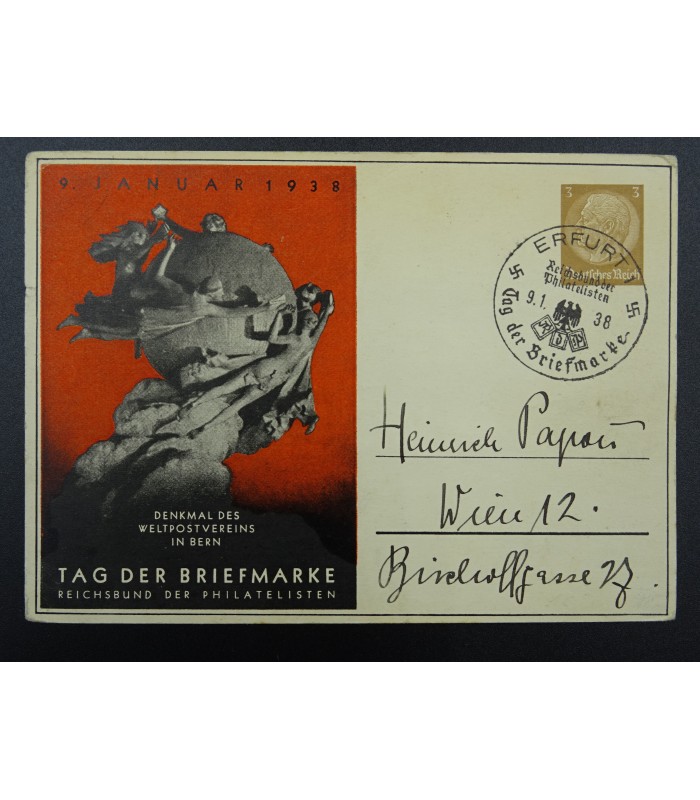 9. JANUAR 1938
DENKMAL DES
WELTPOSTVEREINS
IN BERN
TAG DER BRIEFMARKE
REICHSBUND DER PHILATELISTEN
3 3
Deutsches Reich
ERFURT 1
Reichsbund der
Philatelisten
9.1. 38
Tag der Briefmarke
Heinrich
Wien 12.